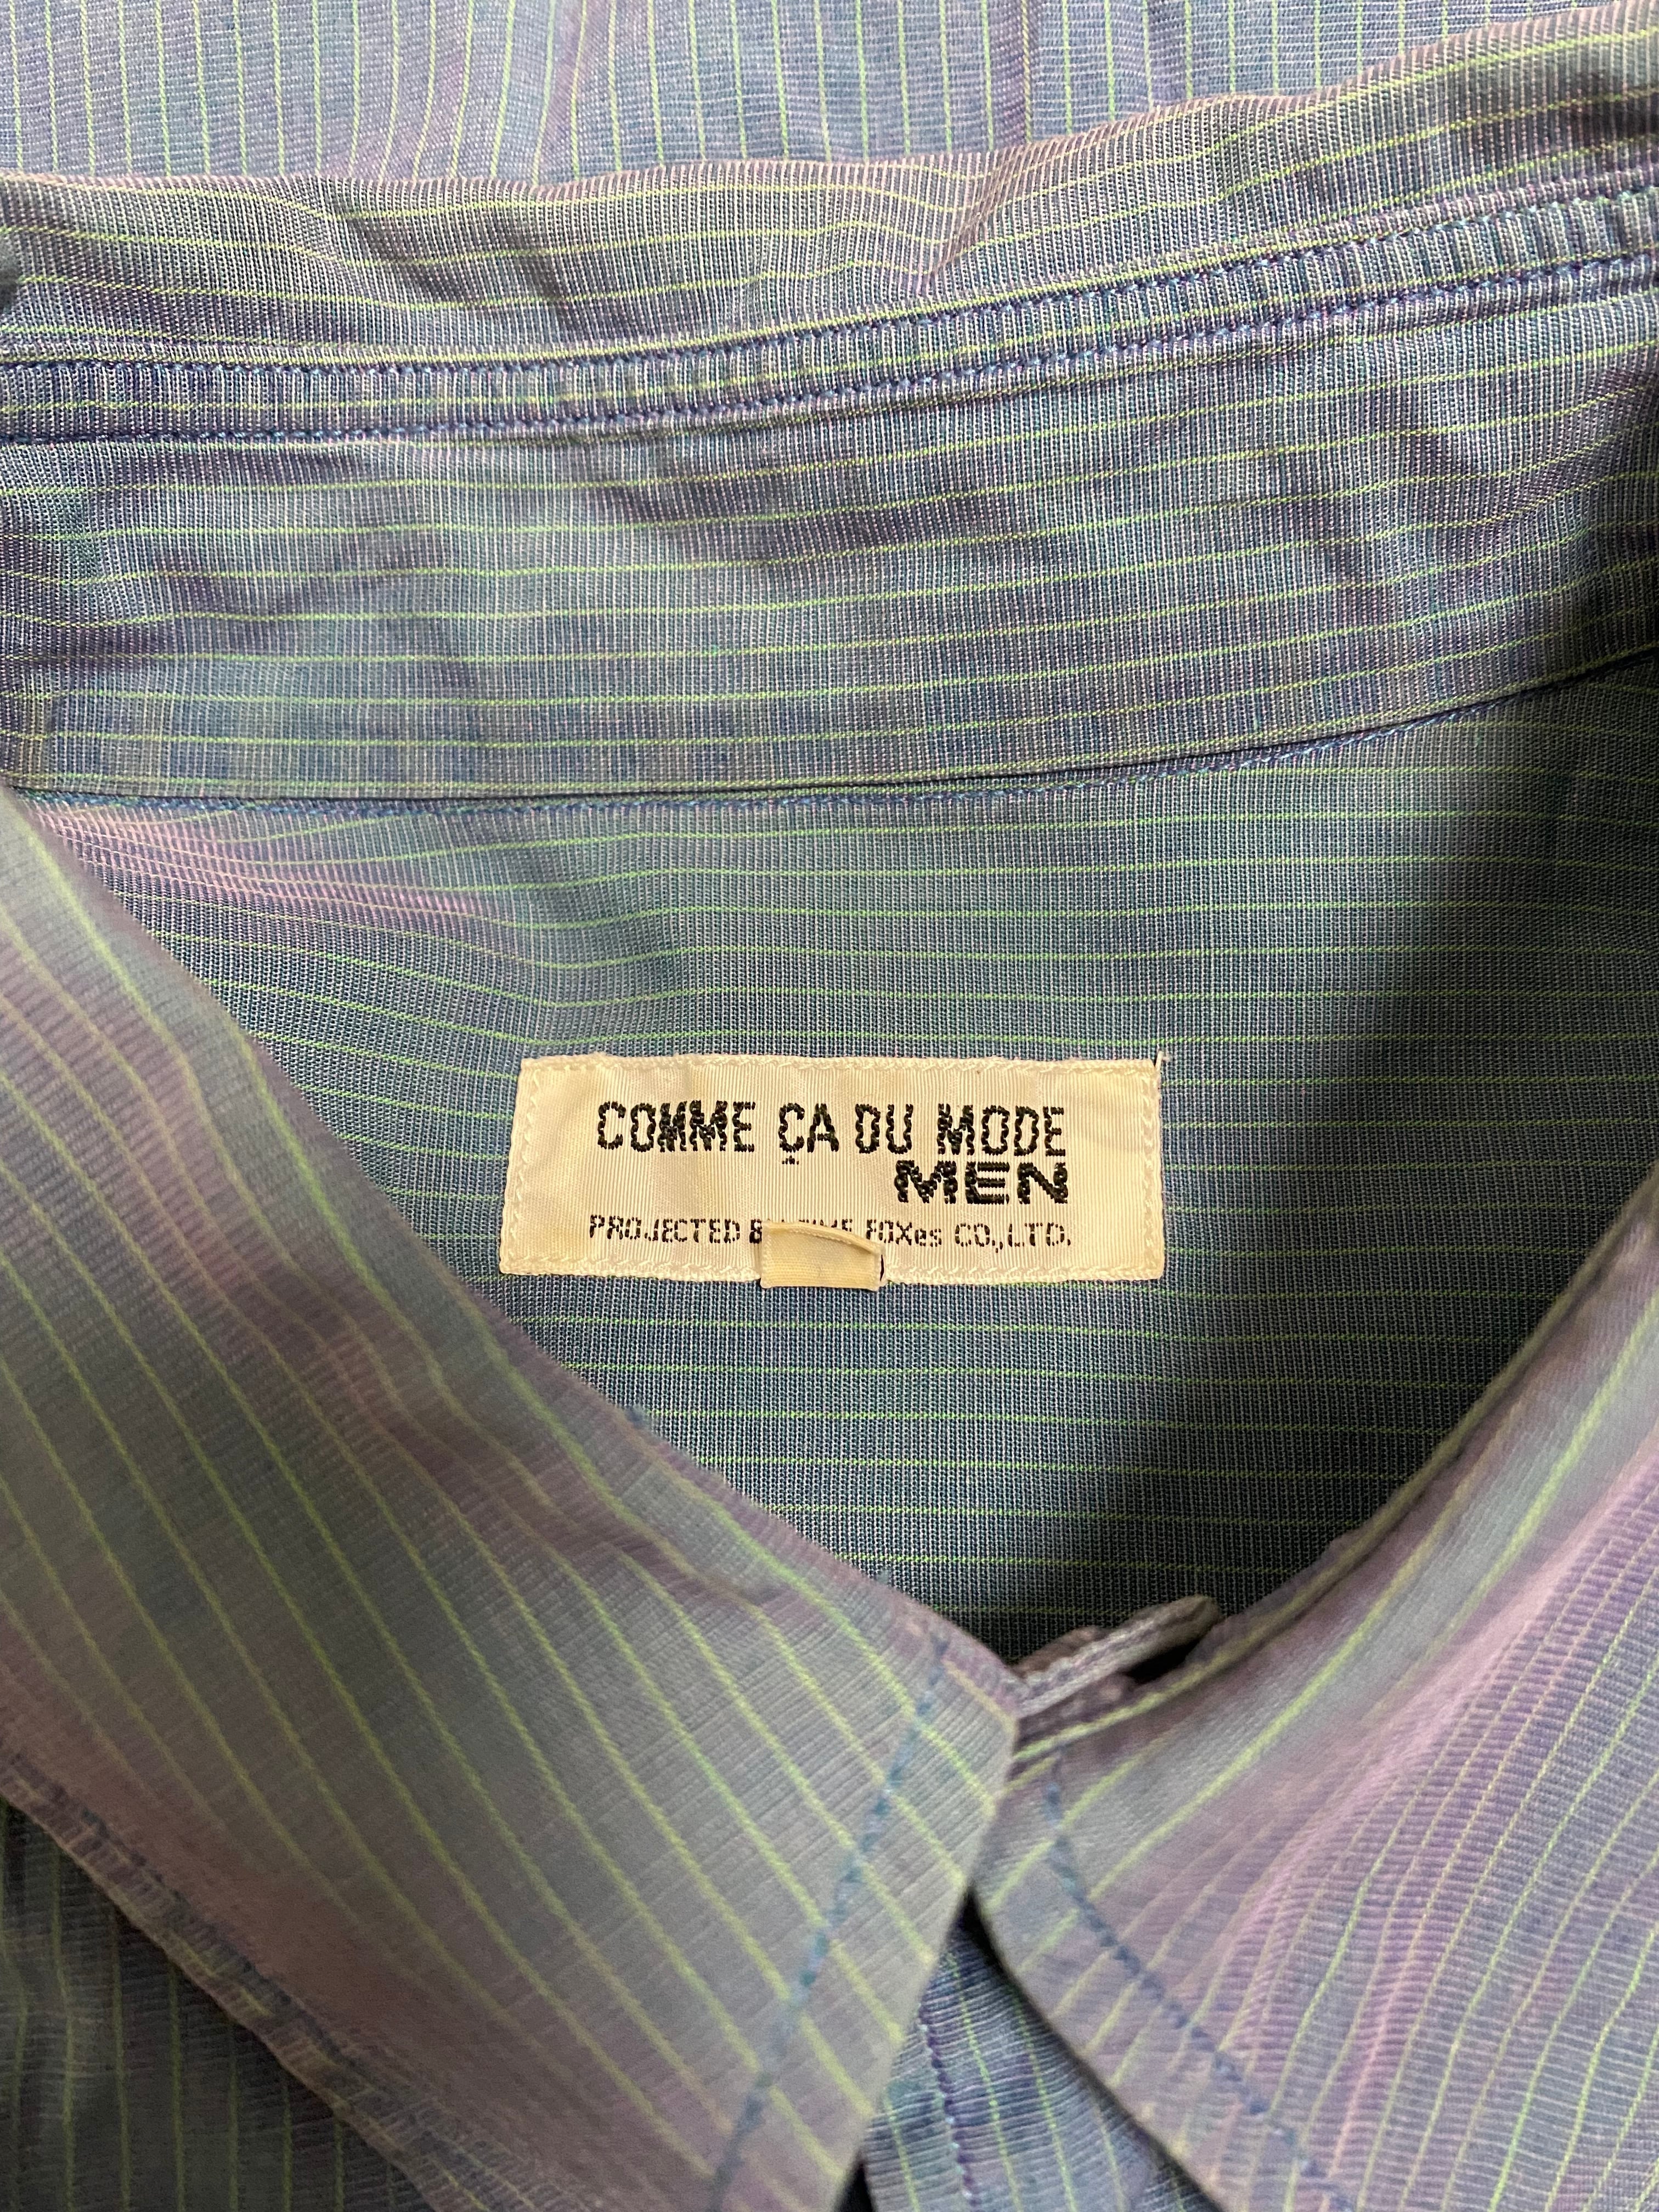 COMME ÇA DU MODE
MEN
PROJECTED FOXes CO.,LTD.